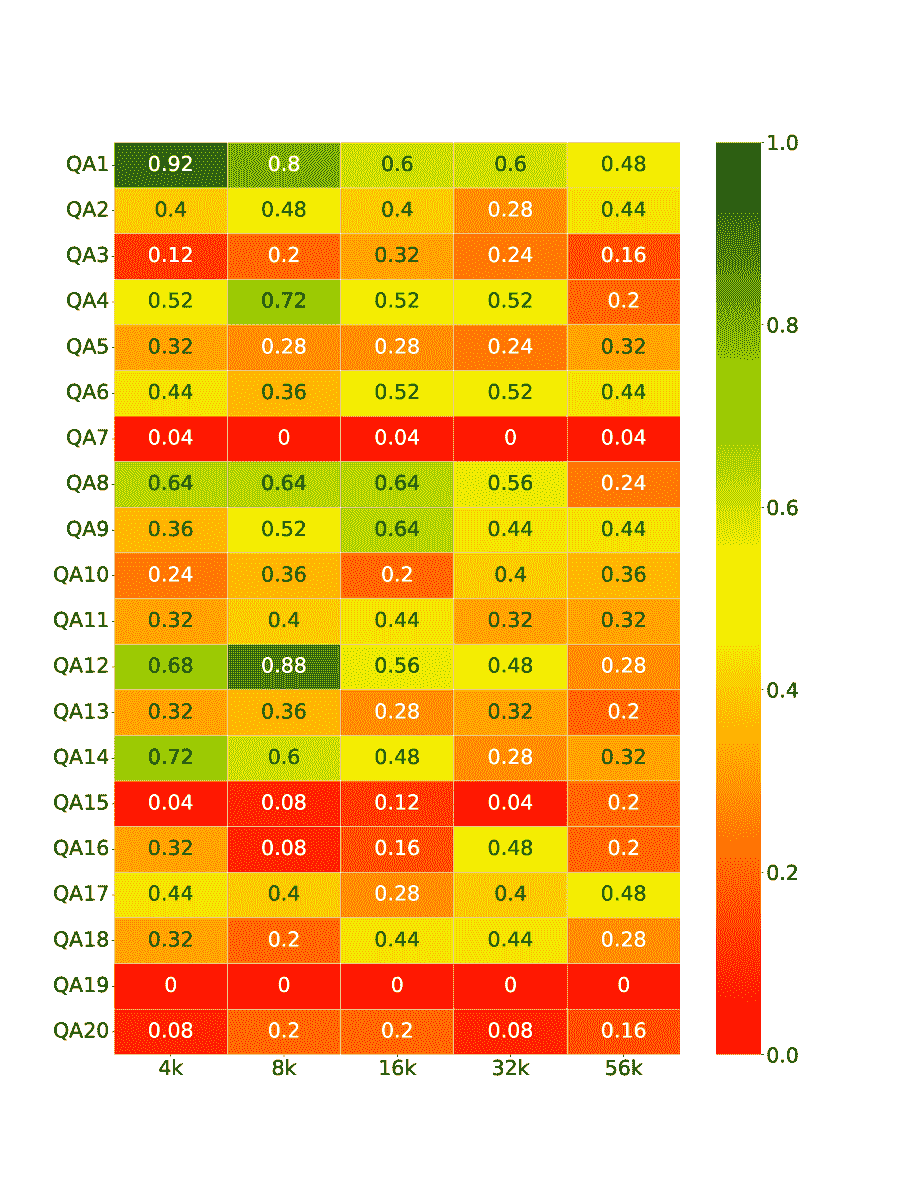 1.0
QA1 0.92 0.8 0.6 0.6 0.48
QA2 0.4 0.48 0.4 0.28 0.44
QA3 0.12 0.2 0.32 0.24 0.16
QA4 0.52 0.72 0.52 0.52 0.2
0.8
QA5 0.32 0.28 0.28 0.24 0.32
QA6 0.44 0.36 0.52 0.52 0.44
QA7 0.04 0 0.04 0 0.04
QA8 0.64 0.64 0.64 0.56 0.24
0.6
QA9 0.36 0.52 0.64 0.44 0.44
QA10 0.24 0.36 0.2 0.4 0.36
QA11 0.32 0.4 0.44 0.32 0.32
QA12 0.68 0.88 0.56 0.48 0.28
0.4
QA13 0.32 0.36 0.28 0.32 0.2
QA14 0.72 0.6 0.48 0.28 0.32
QA15 0.04 0.08 0.12 0.04 0.2
QA16 0.32 0.08 0.16 0.48 0.2
0.2
QA17 0.44 0.4 0.28 0.4 0.48
QA18 0.32 0.2 0.44 0.44 0.28
QA19 0 0 0 0 0
QA20 0.08 0.2 0.2 0.08 0.16
0.0
4k 8k 16k 32k 56k